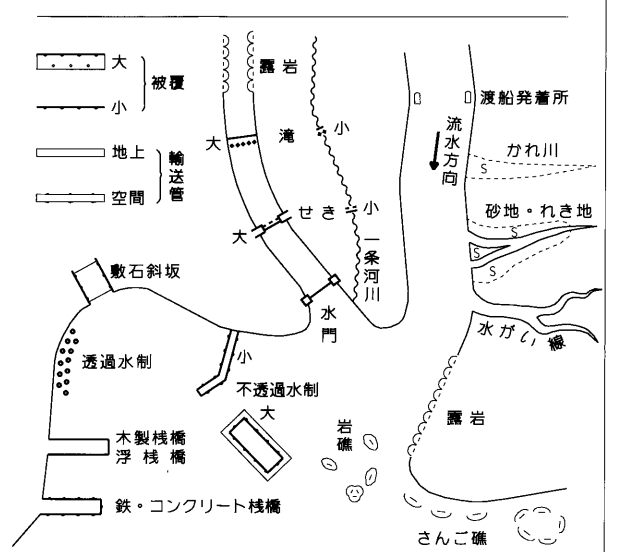 大
被覆
小
地上
輸送管
空間
露岩
大
滝
小
渡船発着所
流水方向
かれ川
S
砂地・れき地
S
S
S
せき
小
大
一条河川
敷石斜坂
水門
水がい線
透過水制
小
不透過水制
大
岩礁
露岩
木製桟橋
浮桟橋
鉄・コンクリート桟橋
さんご礁